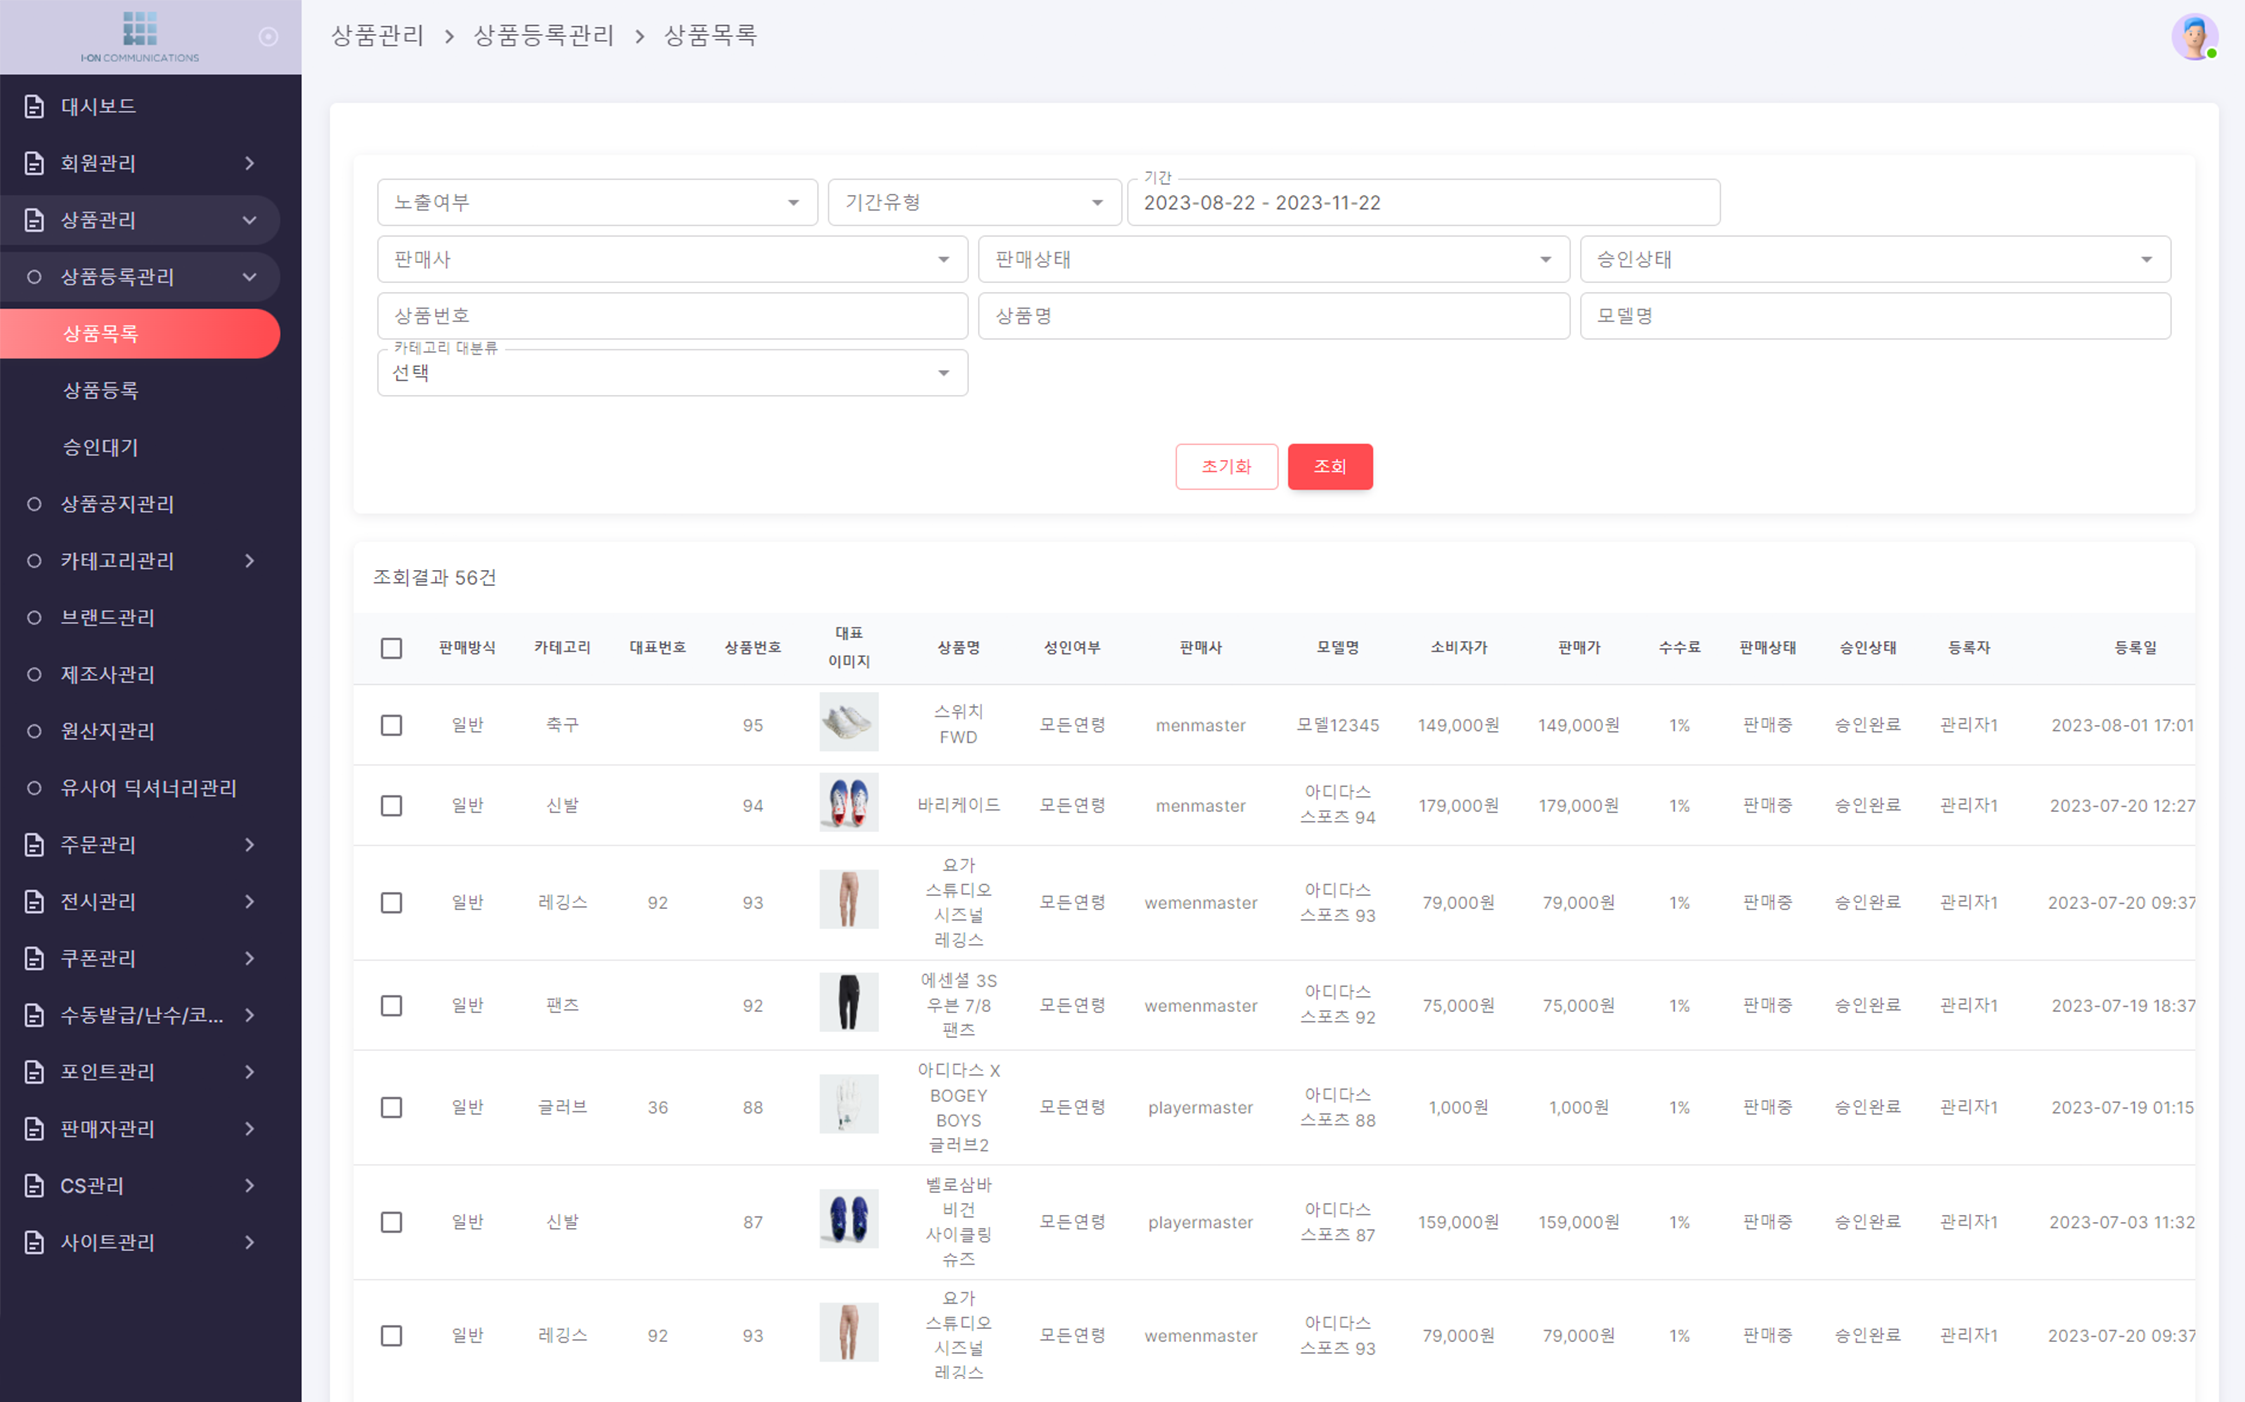 I-ON COMMUNICATIONS
상품관리 > 상품등록관리 > 상품목록
대시보드
회원관리
상품관리
상품등록관리
상품목록
상품등록
승인대기
상품공지관리
카테고리관리
브랜드관리
제조사관리
원산지관리
유사어 딕셔너리관리
주문관리
전시관리
쿠폰관리
수동발급/난수/코...
포인트관리
판매자관리
CS관리
사이트관리
노출여부
기간유형
기간
2023-08-22 - 2023-11-22
판매사
판매상태
승인상태
상품번호
상품명
모델명
카테고리 대분류
선택
초기화
조회
조회결과 56건
판매방식 카테고리 대표번호 상품번호 대표 이미지 상품명 성인여부 판매사 모델명 소비자가 판매가 수수료 판매상태 승인상태 등록자 등록일
일반 축구 95 스위치 FWD 모든연령 menmaster 모델12345 149,000원 149,000원 1% 판매중 승인완료 관리자1 2023-08-01 17:01
일반 신발 94 바리케이드 모든연령 menmaster 아디다스 스포츠 94 179,000원 179,000원 1% 판매중 승인완료 관리자1 2023-07-20 12:27
일반 레깅스 92 93 요가 스튜디오 시즈널 레깅스 모든연령 wemenmaster 아디다스 스포츠 93 79,000원 79,000원 1% 판매중 승인완료 관리자1 2023-07-20 09:37
일반 팬츠 92 에센셜 3S 우븐 7/8 팬츠 모든연령 wemenmaster 아디다스 스포츠 92 75,000원 75,000원 1% 판매중 승인완료 관리자1 2023-07-19 18:37
일반 글러브 36 88 아디다스 X BOGEY BOYS 글러브2 모든연령 playermaster 아디다스 스포츠 88 1,000원 1,000원 1% 판매중 승인완료 관리자1 2023-07-19 01:15
일반 신발 87 벨로삼바 비건 사이클링 슈즈 모든연령 playermaster 아디다스 스포츠 87 159,000원 159,000원 1% 판매중 승인완료 관리자1 2023-07-03 11:32
일반 레깅스 92 93 요가 스튜디오 시즈널 레깅스 모든연령 wemenmaster 아디다스 스포츠 93 79,000원 79,000원 1% 판매중 승인완료 관리자1 2023-07-20 09:37